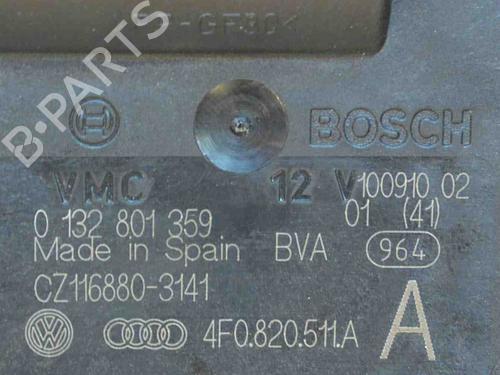 -GF30<
B-PARTS
BOSCH
VMC 12 V 100910 02
0 132 801 359 01 (41)
Made in Spain BVA 964
CZ116880-3141
4F0.820.511.A A